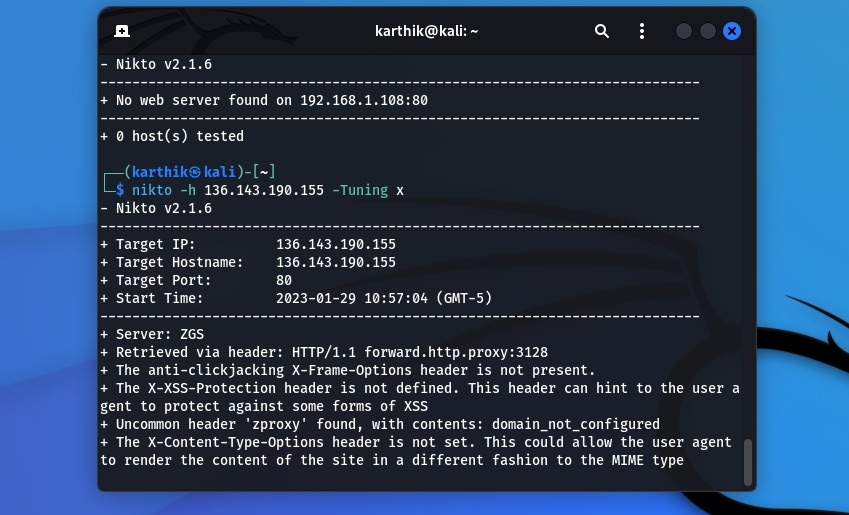 karthik@kali: ~
- Nikto v2.1.6
---------------------------------------------------------------------------
+ No web server found on 192.168.1.108:80
---------------------------------------------------------------------------
+ 0 host(s) tested
┌──(karthik㉿kali)-[~]
└─$ nikto -h 136.143.190.155 -Tuning x
- Nikto v2.1.6
---------------------------------------------------------------------------
+ Target IP:          136.143.190.155
+ Target Hostname:    136.143.190.155
+ Target Port:        80
+ Start Time:         2023-01-29 10:57:04 (GMT-5)
---------------------------------------------------------------------------
+ Server: ZGS
+ Retrieved via header: HTTP/1.1 forward.http.proxy:3128
+ The anti-clickjacking X-Frame-Options header is not present.
+ The X-XSS-Protection header is not defined. This header can hint to the user a
gent to protect against some forms of XSS
+ Uncommon header 'zproxy' found, with contents: domain_not_configured
+ The X-Content-Type-Options header is not set. This could allow the user agent
to render the content of the site in a different fashion to the MIME type